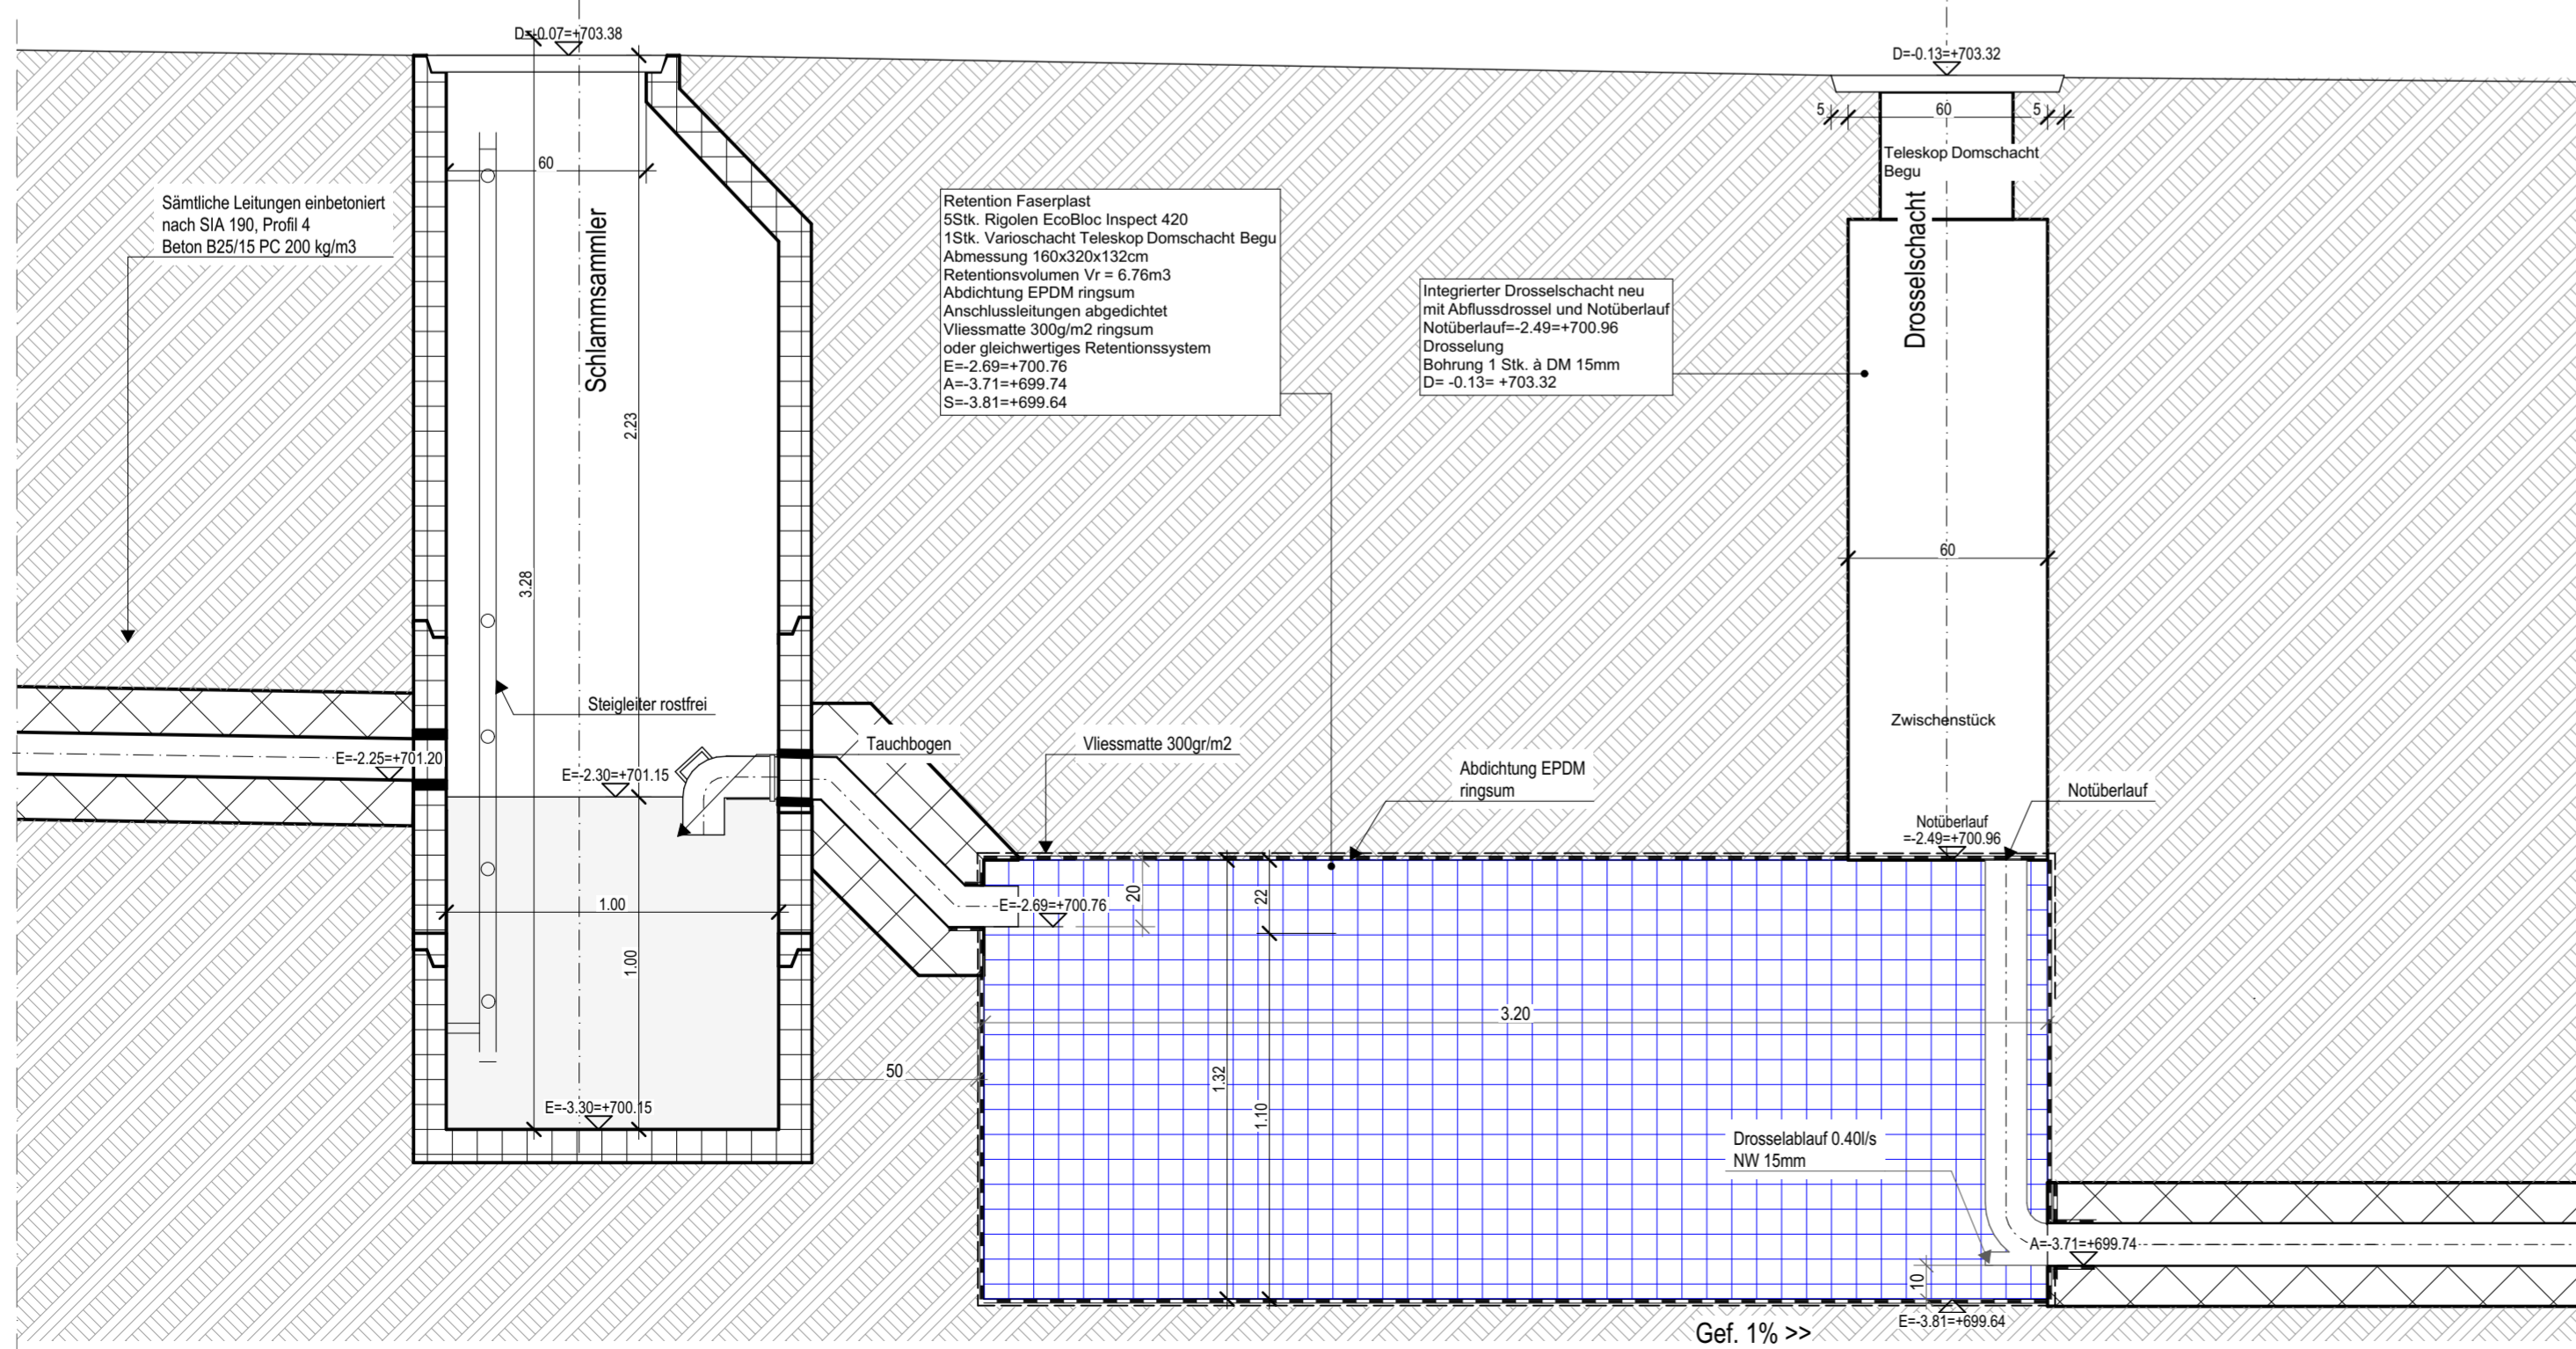 D=-0.07=+703.38
D=-0.13=+703.32
5
60
5
Teleskop Domschacht
Begu
Drosselschacht
60
Sämtliche Leitungen einbetoniert
nach SIA 190, Profil 4
Beton B25/15 PC 200 kg/m3
Schlammsammler
Retention Faserplast
5Stk. Rigolen EcoBloc Inspect 420
1Stk. Varioschacht Teleskop Domschacht Begu
Abmessung 160x320x132cm
Retentionsvolumen Vr = 6.76m3
Abdichtung EPDM ringsum
Anschlussleitungen abgedichtet
Vliessmatte 300g/m2 ringsum
oder gleichwertiges Retentionssystem
E=-2.69=+700.76
A=-3.71=+699.74
S=-3.81=+699.64
Integrierter Drosselschacht neu
mit Abflussdrossel und Notüberlauf
Notüberlauf=-2.49=+700.96
Drosselung
Bohrung 1 Stk. à DM 15mm
D= -0.13= +703.32
2.23
3.28
60
Steigleiter rostfrei
Zwischenstück
E=-2.25=+701.20
E=-2.30=+701.15
Tauchbogen
Vliessmatte 300gr/m2
Abdichtung EPDM
ringsum
Notüberlauf
Notüberlauf
=-2.49=+700.96
1.00
E=-2.69=+700.76
20
22
1.00
3.20
50
1.32
1.10
E=-3.30=+700.15
Drosselablauf 0.40l/s
NW 15mm
A=-3.71=+699.74
10
E=-3.81=+699.64
Gef. 1% >>